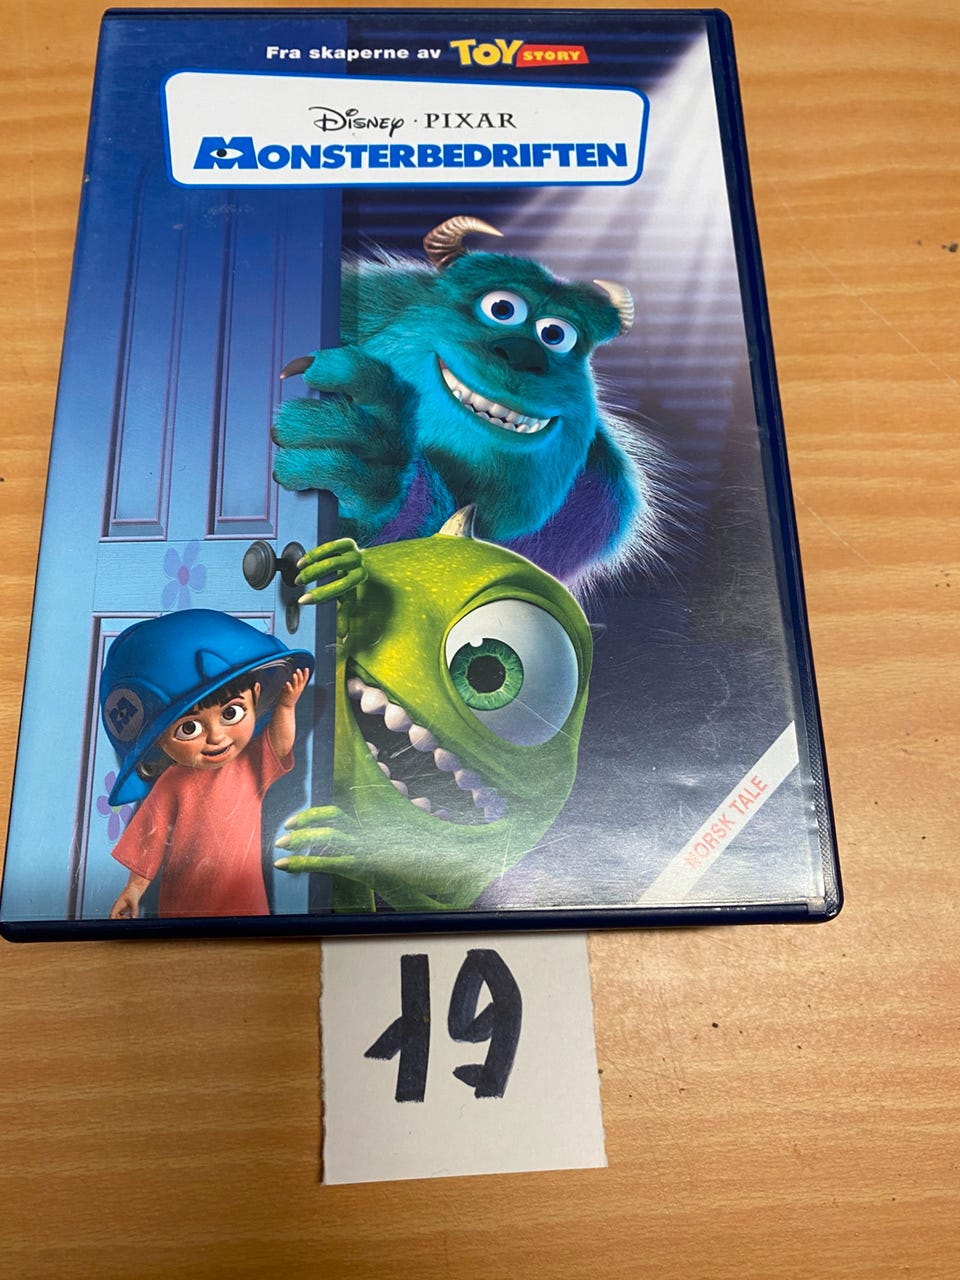 Fra skaperne av TOY STORY
Disney · PIXAR
MONSTERBEDRIFTEN
M
NORSK TALE
19